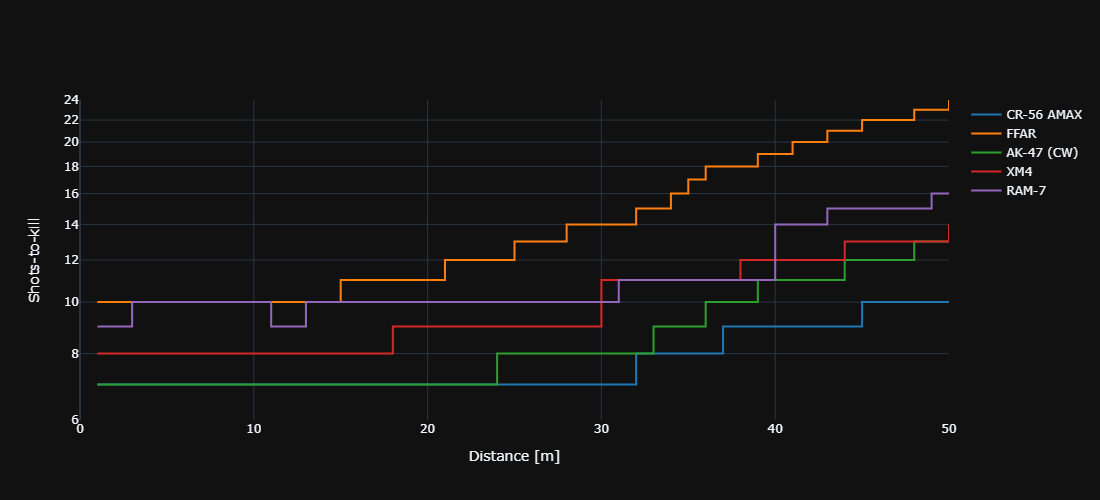 24
22
20
18
16
14
12
10
8
6
Shots-to-kill
0 10 20 30 40 50
Distance [m]
CR-56 AMAX
FFAR
AK-47 (CW)
XM4
RAM-7